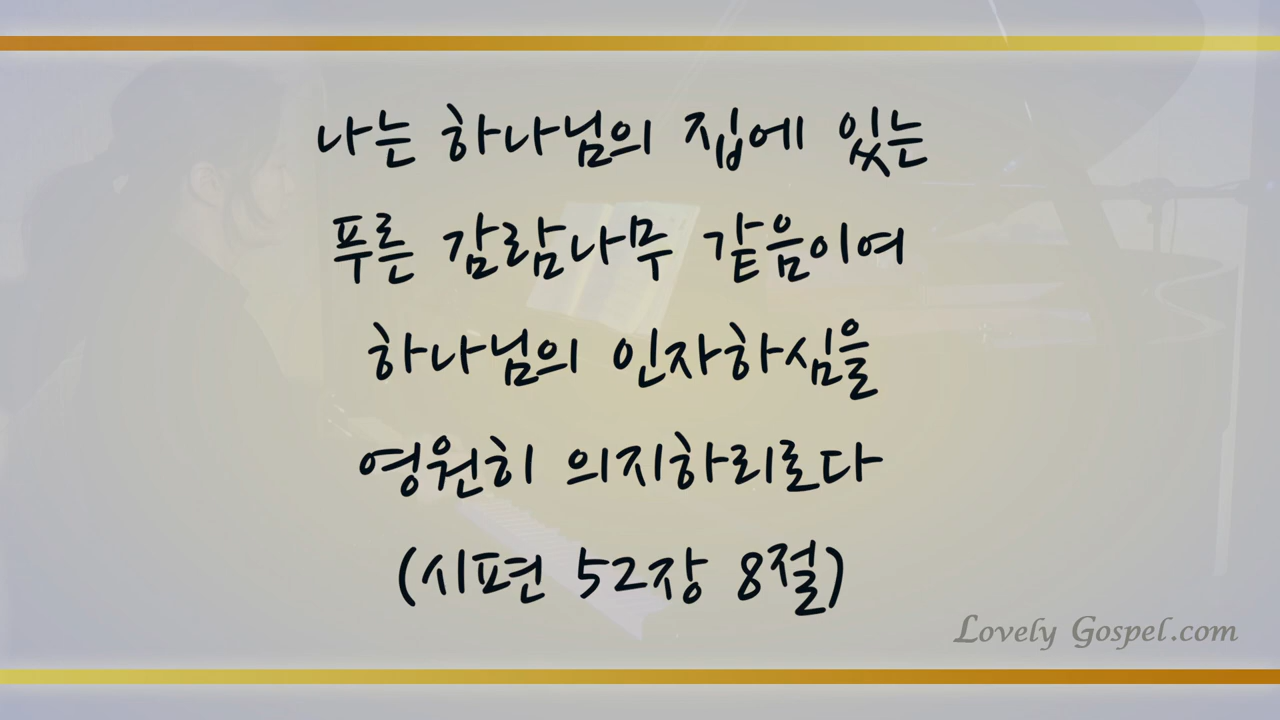 나는 하나님의 집에 있는
푸른 감람나무 같음이여
하나님의 인자하심을
영원히 의지하리로다
(시편 52장 8절)
Lovely Gospel.com